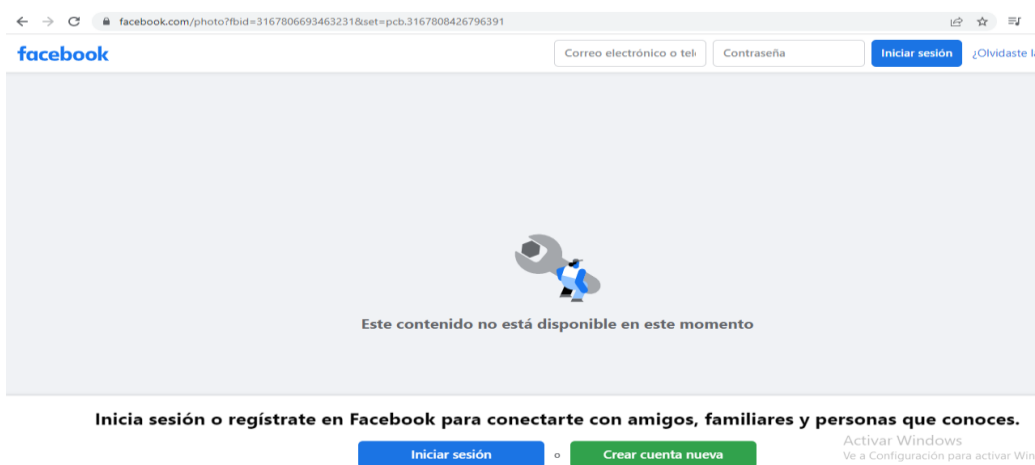 facebook.com/photo?fbid=3167806693463231&set=pcb.3167808426796391
facebook
Correo electrónico o telé
Contraseña
Iniciar sesión
¿Olvidaste l
Este contenido no está disponible en este momento
Inicia sesión o regístrate en Facebook para conectarte con amigos, familiares y personas que conoces.
Iniciar sesión
o
Crear cuenta nueva
Activar Windows
Ve a Configuración para activar Win